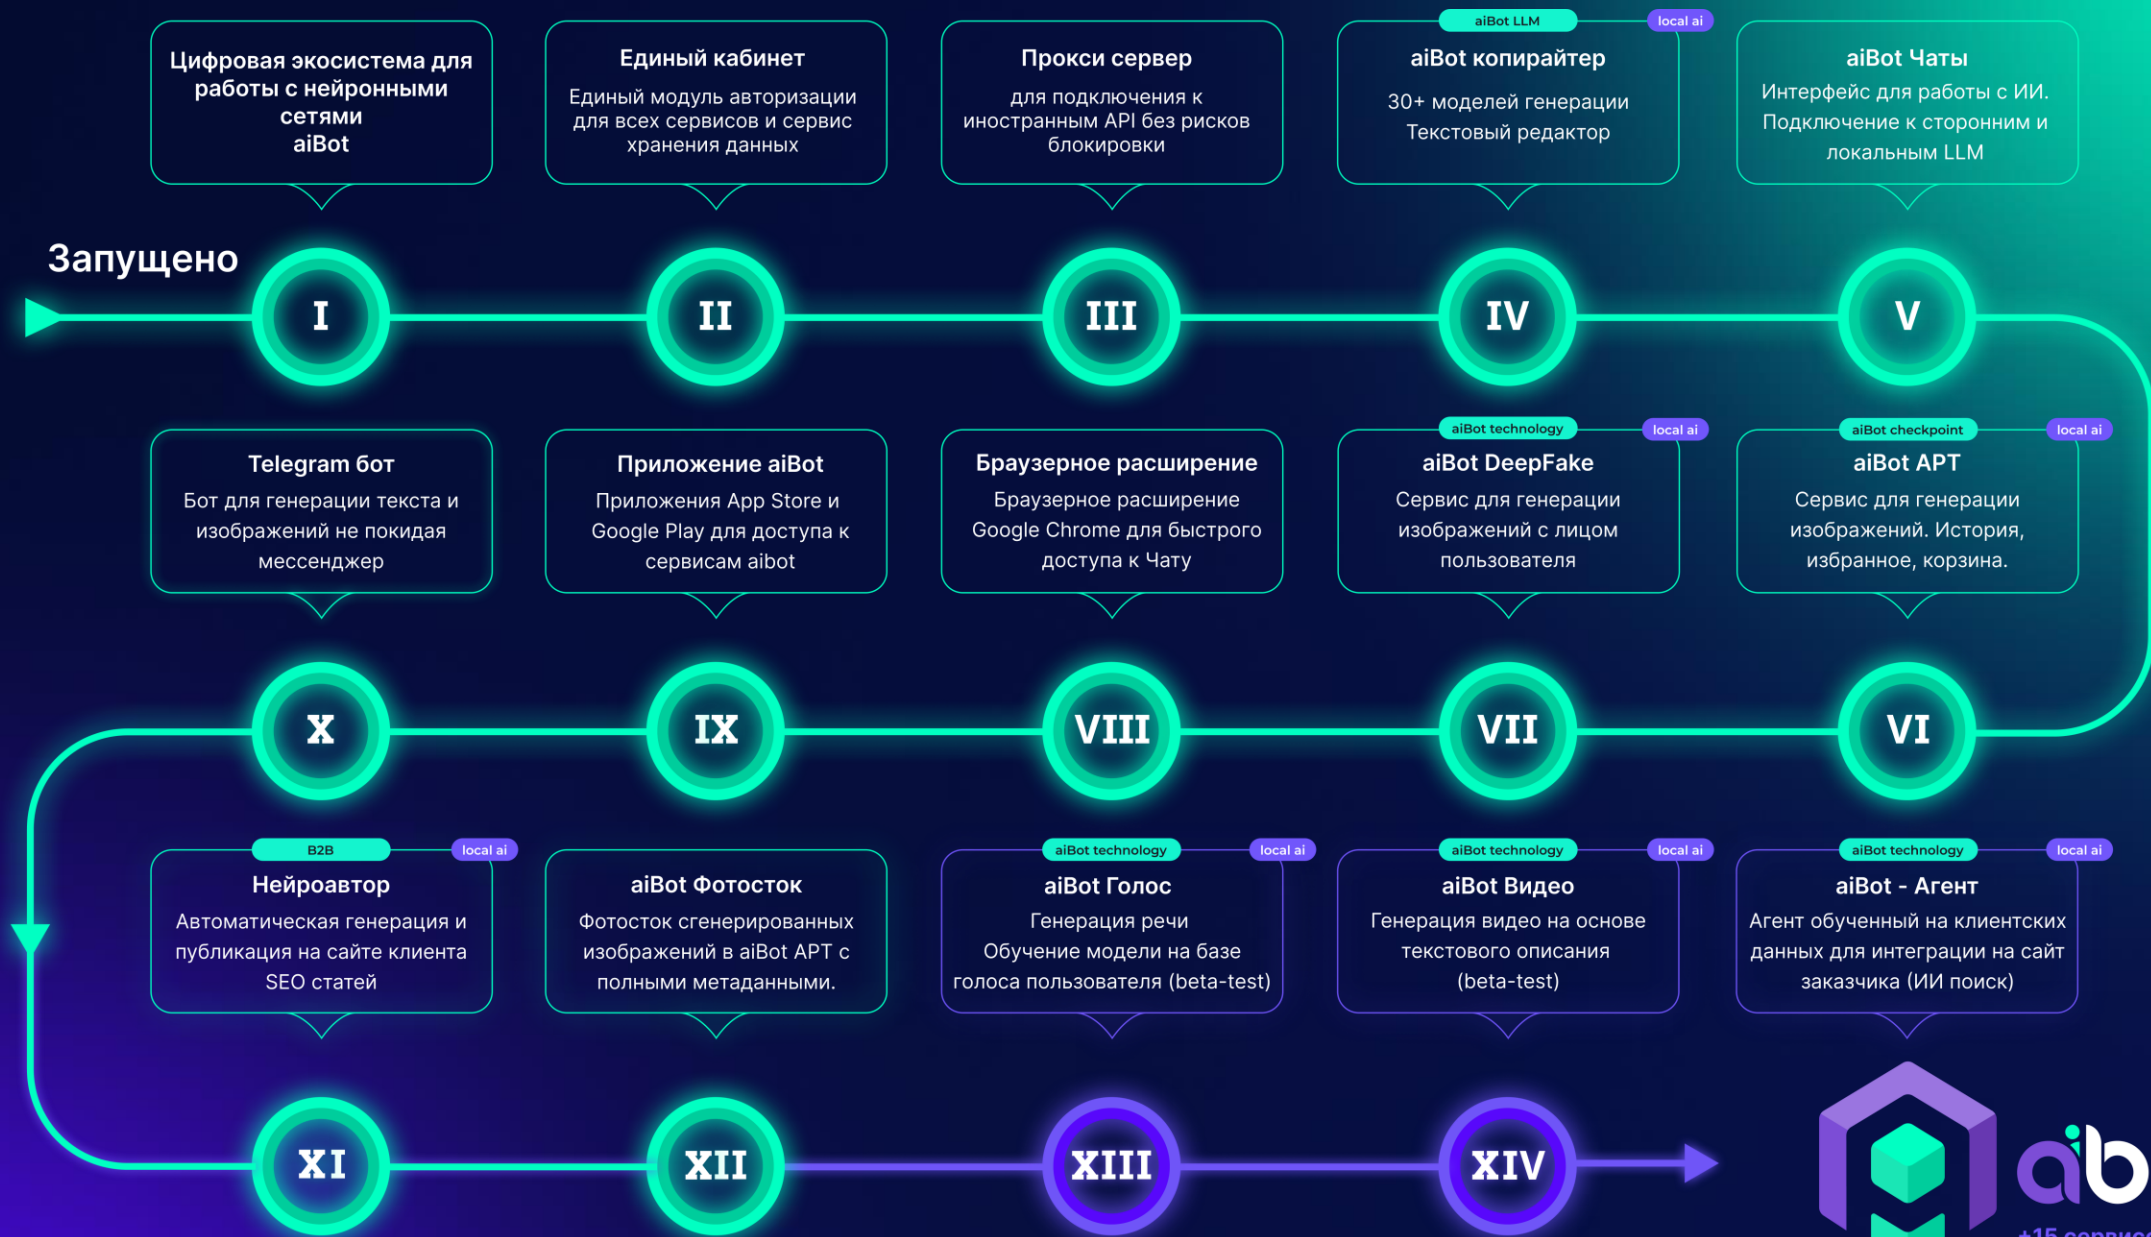 Цифровая экосистема для
работы с нейронными
сетями
aiBot
Единый кабинет
Единый модуль авторизации
для всех сервисов и сервис
хранения данных
Прокси сервер
для подключения к
иностранным API без рисков
блокировки
aiBot LLM
local ai
aiBot копирайтер
30+ моделей генерации
Текстовый редактор
aiBot Чаты
Интерфейс для работы с ИИ.
Подключение к сторонним и
локальным LLM
Запущено
I
II
III
IV
V
Telegram бот
Бот для генерации текста и
изображений не покидая
мессенджер
Приложение aiBot
Приложения App Store и
Google Play для доступа к
сервисам aibot
Браузерное расширение
Браузерное расширение
Google Chrome для быстрого
доступа к Чату
aiBot technology
local ai
aiBot DeepFake
Сервис для генерации
изображений с лицом
пользователя
aiBot checkpoint
local ai
aiBot АРТ
Сервис для генерации
изображений. История,
избранное, корзина.
X
IX
VIII
VII
VI
B2B
local ai
Нейроавтор
Автоматическая генерация и
публикация на сайте клиента
SEO статей
aiBot Фотосток
Фотосток сгенерированных
изображений в aiBot АРТ с
полными метаданными.
aiBot technology
local ai
aiBot Голос
Генерация речи
Обучение модели на базе
голоса пользователя (beta-test)
aiBot technology
local ai
aiBot Видео
Генерация видео на основе
текстового описания
(beta-test)
aiBot technology
local ai
aiBot - Агент
Агент обученный на клиентских
данных для интеграции на сайт
заказчика (ИИ поиск)
XI
XII
XIII
XIV
aib
+15